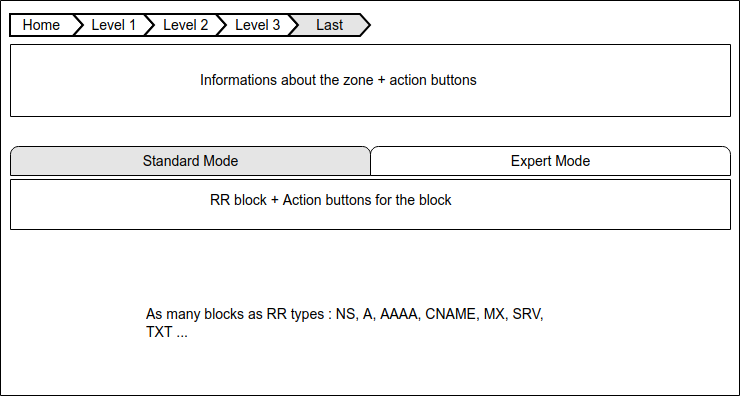 Home Level 1 Level 2 Level 3 Last
Informations about the zone + action buttons
Standard Mode Expert Mode
RR block + Action buttons for the block
As many blocks as RR types : NS, A, AAAA, CNAME, MX, SRV,
TXT ...